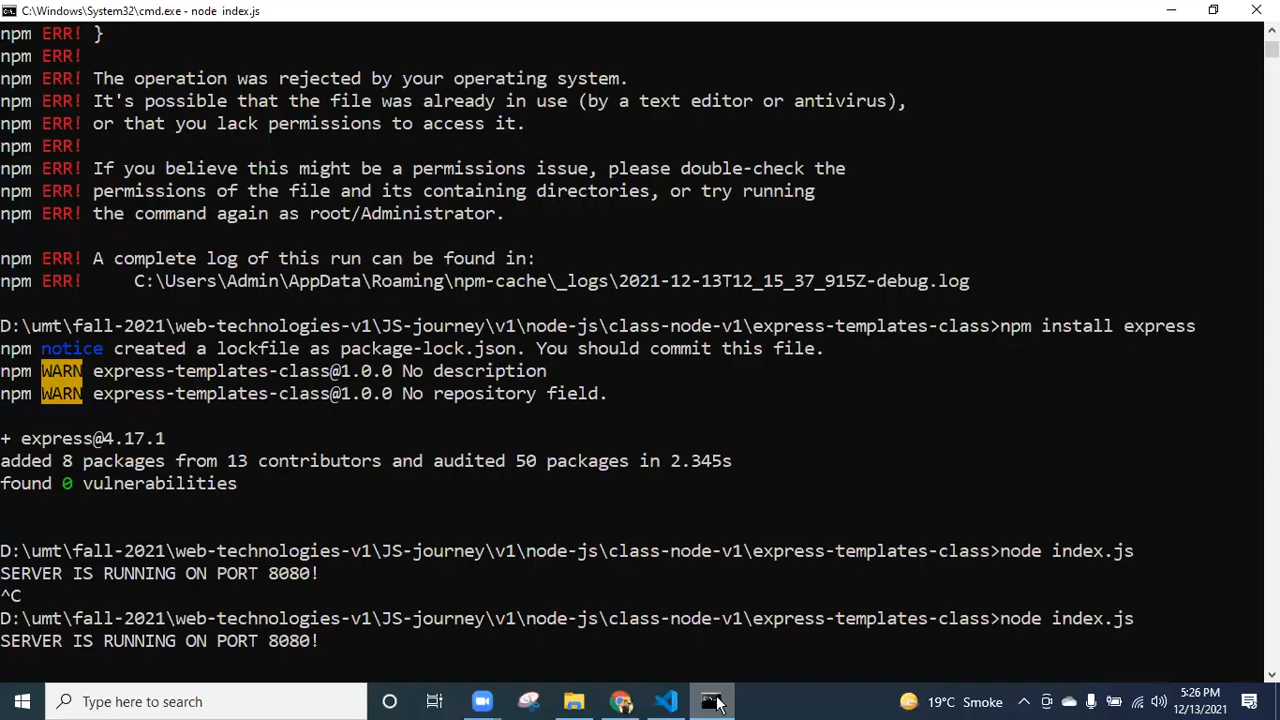 C:\Windows\System32\cmd.exe - node index.js
npm ERR! }
npm ERR!
npm ERR! The operation was rejected by your operating system.
npm ERR! It's possible that the file was already in use (by a text editor or antivirus),
npm ERR! or that you lack permissions to access it.
npm ERR!
npm ERR! If you believe this might be a permissions issue, please double-check the
npm ERR! permissions of the file and its containing directories, or try running
npm ERR! the command again as root/Administrator.
npm ERR! A complete log of this run can be found in:
npm ERR!     C:\Users\Admin\AppData\Roaming\npm-cache\_logs\2021-12-13T12_15_37_915Z-debug.log
D:\umt\fall-2021\web-technologies-v1\JS-journey\v1\node-js\class-node-v1\express-templates-class>npm install express
npm notice created a lockfile as package-lock.json. You should commit this file.
npm WARN express-templates-class@1.0.0 No description
npm WARN express-templates-class@1.0.0 No repository field.
+ express@4.17.1
added 8 packages from 13 contributors and audited 50 packages in 2.345s
found 0 vulnerabilities
D:\umt\fall-2021\web-technologies-v1\JS-journey\v1\node-js\class-node-v1\express-templates-class>node index.js
SERVER IS RUNNING ON PORT 8080!
^C
D:\umt\fall-2021\web-technologies-v1\JS-journey\v1\node-js\class-node-v1\express-templates-class>node index.js
SERVER IS RUNNING ON PORT 8080!
Type here to search
19°C Smoke
5:26 PM
12/13/2021